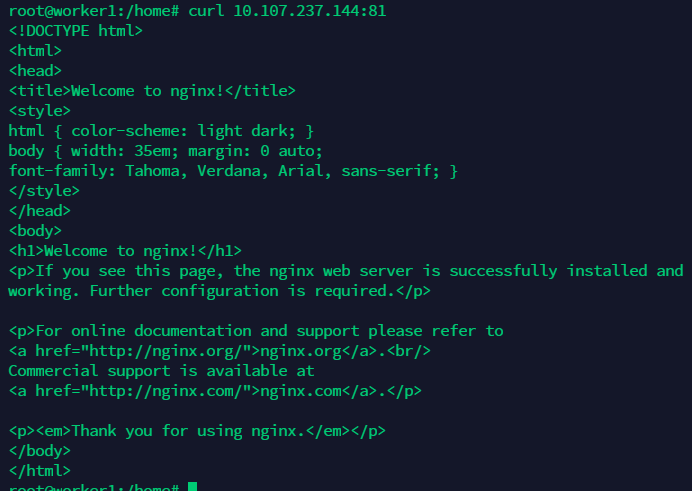 root@worker1:/home# curl 10.107.237.144:81
<!DOCTYPE html>
<html>
<head>
<title>Welcome to nginx!</title>
<style>
html { color-scheme: light dark; }
body { width: 35em; margin: 0 auto;
font-family: Tahoma, Verdana, Arial, sans-serif; }
</style>
</head>
<body>
<h1>Welcome to nginx!</h1>
<p>If you see this page, the nginx web server is successfully installed and
working. Further configuration is required.</p>

<p>For online documentation and support please refer to
<a href="http://nginx.org/">nginx.org</a>.<br/>
Commercial support is available at
<a href="http://nginx.com/">nginx.com</a>.</p>

<p><em>Thank you for using nginx.</em></p>
</body>
</html>
root@worker1:/home#